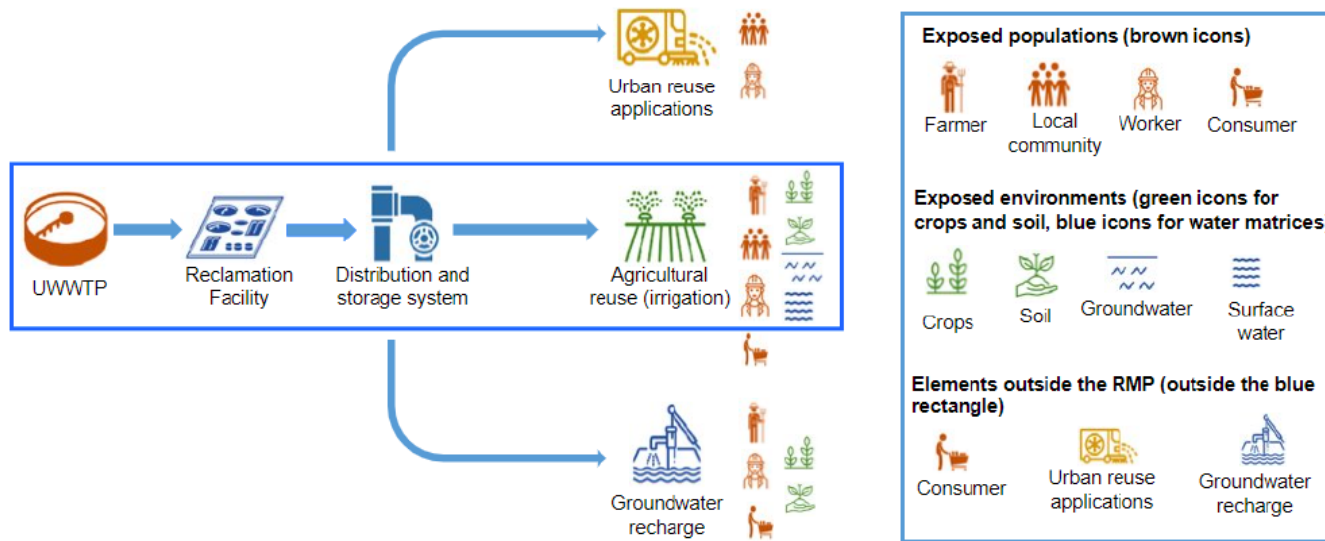 Urban reuse
applications
UWWTP
Reclamation
Facility
Distribution and
storage system
Agricultural
reuse (irrigation)
Groundwater
recharge
Exposed populations (brown icons)
Farmer
Local
community
Worker
Consumer
Exposed environments (green icons for
crops and soil, blue icons for water matrices
Crops
Soil
Groundwater
Surface
water
Elements outside the RMP (outside the blue
rectangle)
Consumer
Urban reuse
applications
Groundwater
recharge